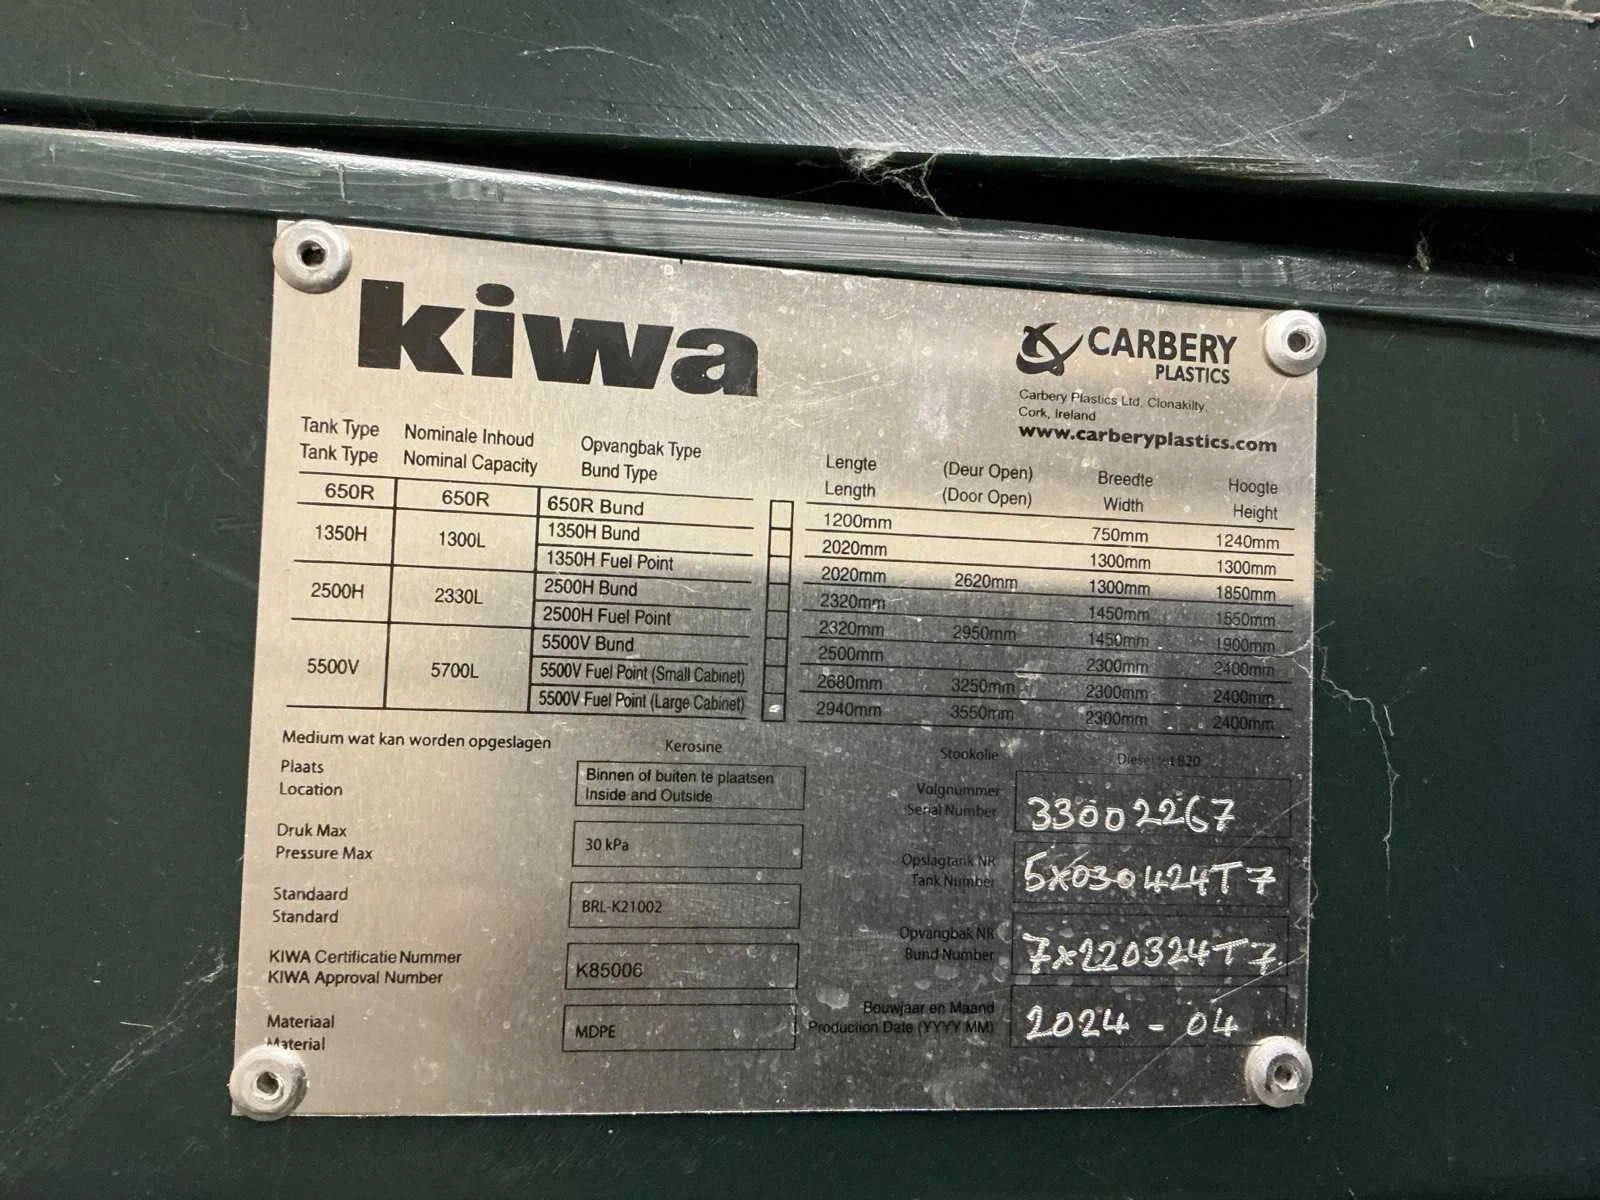 kiwa
CARBERY
PLASTICS
Carbery Plastics Ltd, Clonakilty,
Cork, Ireland
www.carberyplastics.com
Tank Type Nominale Inhoud Opvangbak Type Lengte (Deur Open) Breedte Hoogte
Tank Type Nominal Capacity Bund Type Length (Door Open) Width Height
650R 650R 650R Bund 1200mm 750mm 1240mm
1350H 1300L 1350H Bund 2020mm 1300mm 1300mm
1350H Fuel Point 2020mm 2620mm 1300mm 1850mm
2500H 2330L 2500H Bund 2320mm 1450mm 1550mm
2500H Fuel Point 2320mm 2950mm 1450mm 1900mm
5500V 5700L 5500V Bund 2500mm 2300mm 2400mm
5500V Fuel Point (Small Cabinet) 2680mm 3250mm 2300mm 2400mm
5500V Fuel Point (Large Cabinet) 2940mm 3550mm 2300mm 2400mm
Medium wat kan worden opgeslagen Kerosine Stookolie Diesel tot B20
Plaats
Location
Binnen of buiten te plaatsen
Inside and Outside
Druk Max
Pressure Max
30 kPa
Standaard
Standard
BRL-K21002
KIWA Certificatie Nummer
KIWA Approval Number
K85006
Materiaal
Material
MDPE
Volgnummer
Serial Number
33002267
Opslagtank NR
Tank Number
5x030424T7
Opvangbak NR
Bund Number
7x220324T7
Bouwjaar en Maand
Production Date (YYYY MM)
2024-04